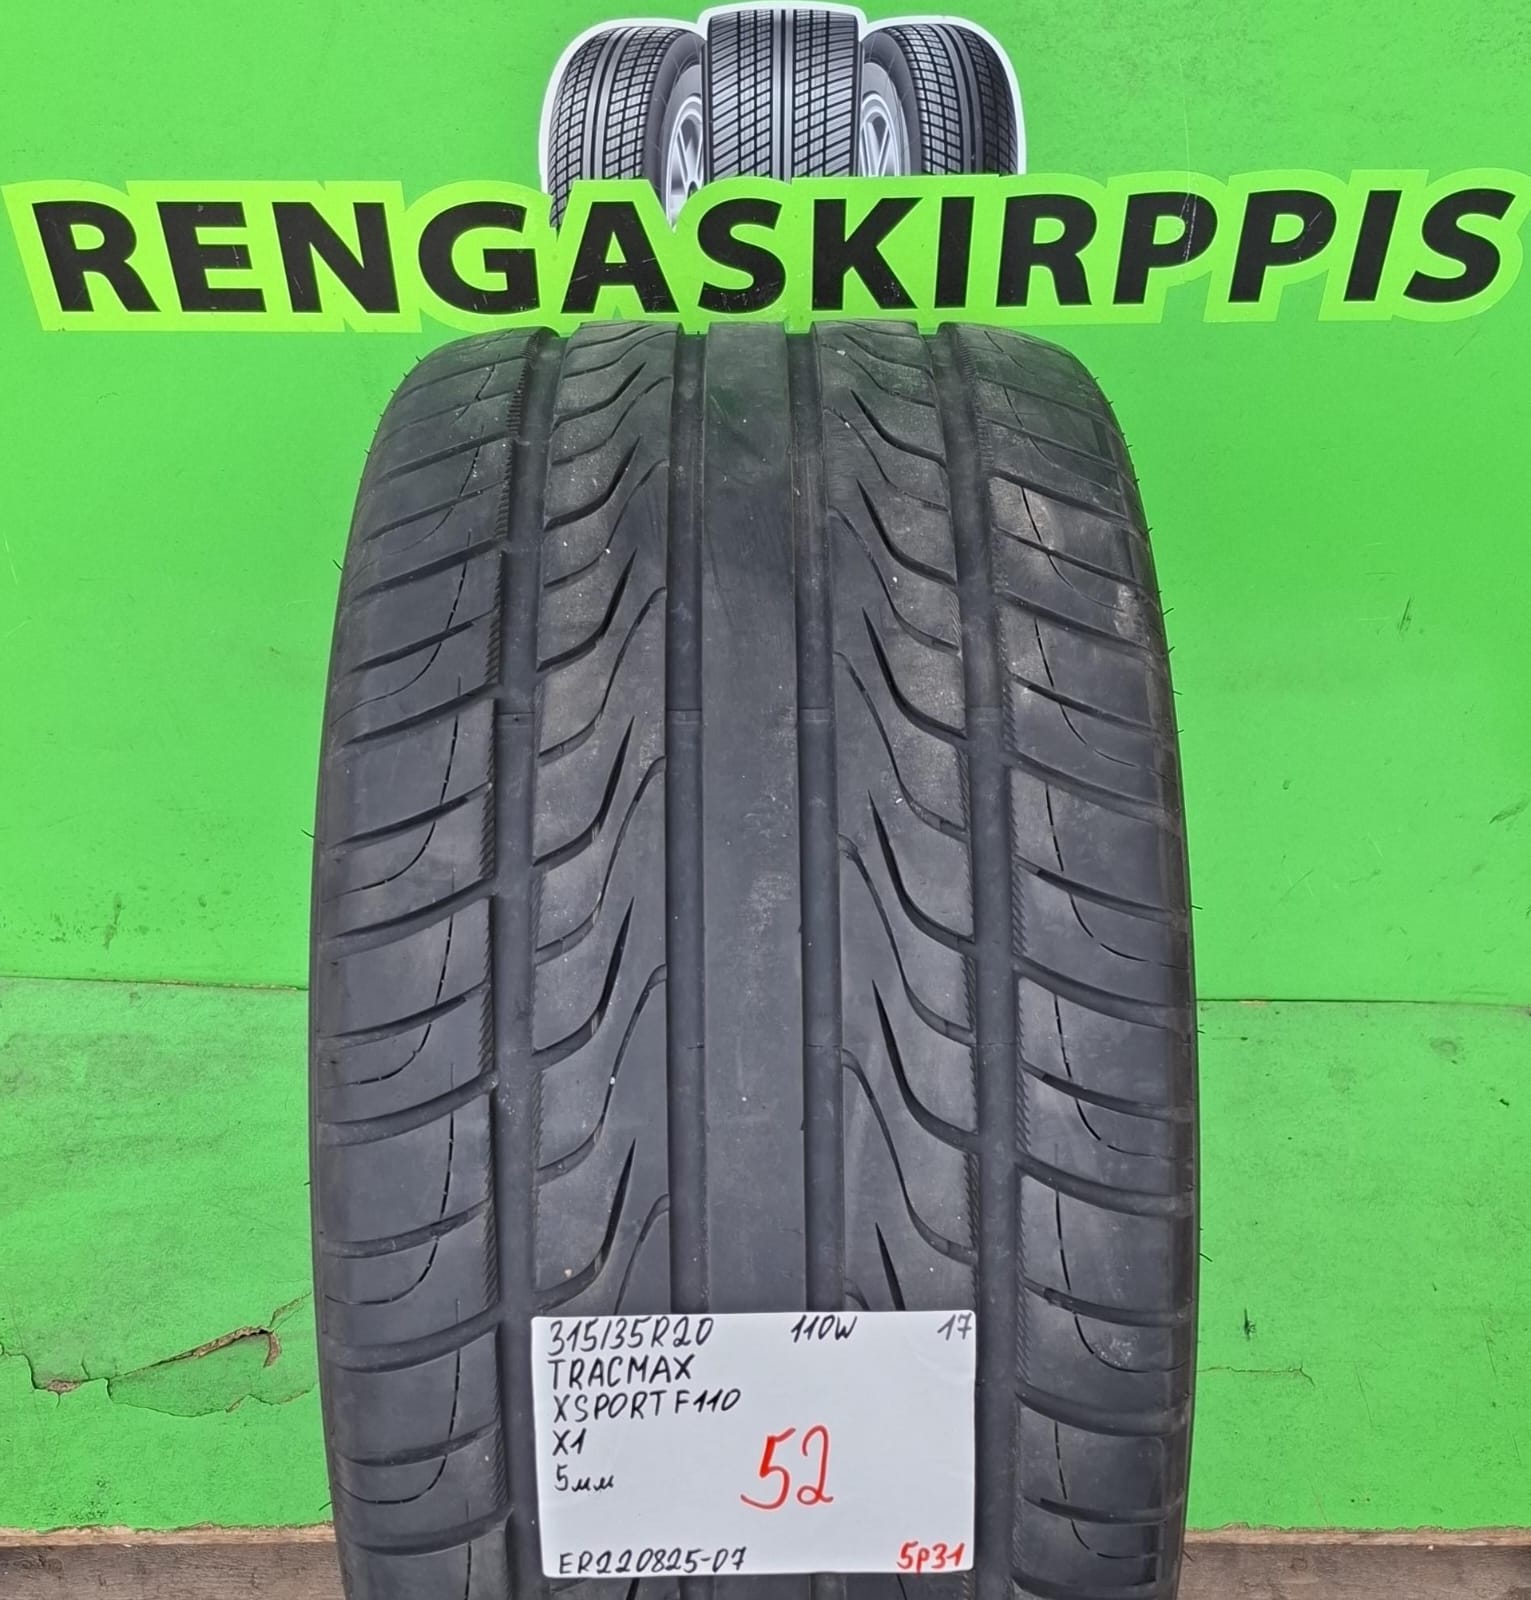 RENGASKIRPPIS
315/35R20 110W 17
TRACMAX
XSPORT F110
X1
5мм
52
ER220825-07 5P31